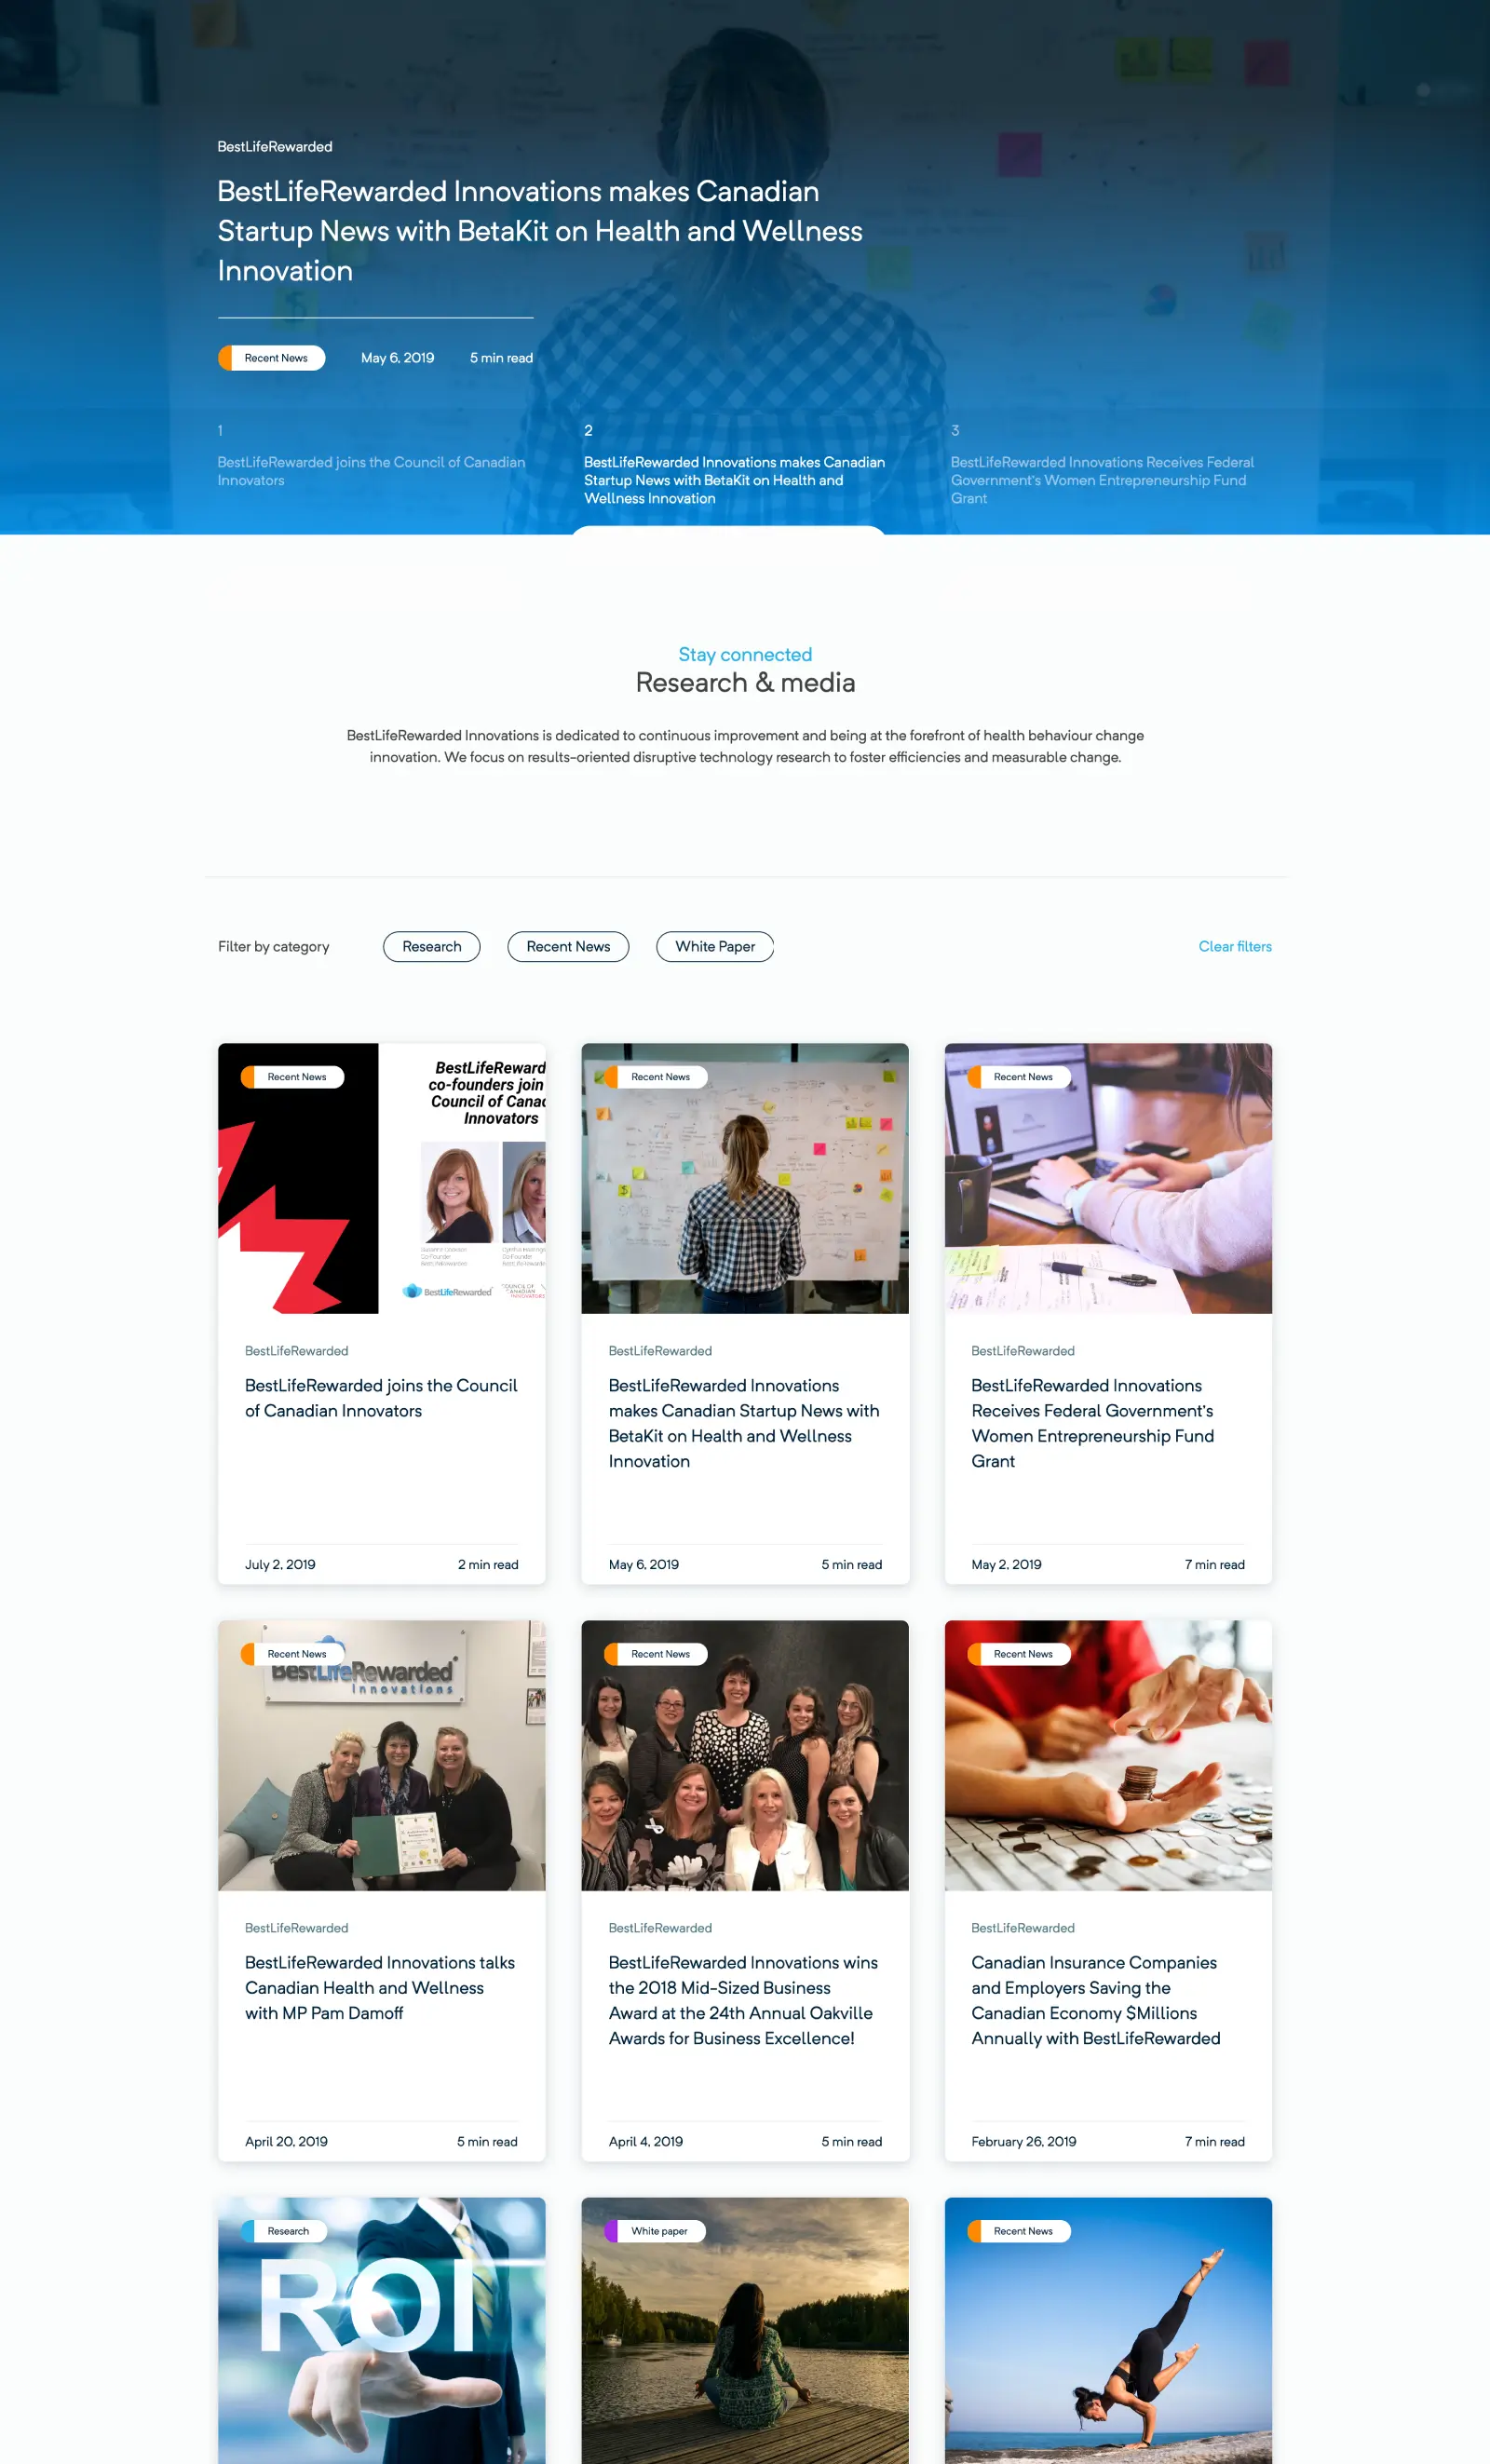 BestLifeRewarded
BestLifeRewarded Innovations makes Canadian
Startup News with BetaKit on Health and Wellness
Innovation
Recent News
May 6, 2019
5 min read
1
BestLifeRewarded joins the Council of Canadian
Innovators
2
BestLifeRewarded Innovations makes Canadian
Startup News with BetaKit on Health and
Wellness Innovation
3
BestLifeRewarded Innovations Receives Federal
Government's Women Entrepreneurship Fund
Grant
Stay connected
Research & media
BestLifeRewarded Innovations is dedicated to continuous improvement and being at the forefront of health behaviour change
innovation. We focus on results-oriented disruptive technology research to foster efficiencies and measurable change.
Filter by category
Research
Recent News
White Paper
Clear filters
Recent News
BestLifeReward
co-founders join
Council of Canad
Innovators
Co-Founder
Co-Founder
BestLifeRewarded
COUNCIL OF
CANADIAN
INNOVATORS
BestLifeRewarded
BestLifeRewarded joins the Council
of Canadian Innovators
July 2, 2019
2 min read
Recent News
BestLifeRewarded
BestLifeRewarded Innovations
makes Canadian Startup News with
BetaKit on Health and Wellness
Innovation
May 6, 2019
5 min read
Recent News
BestLifeRewarded
BestLifeRewarded Innovations
Receives Federal Government's
Women Entrepreneurship Fund
Grant
May 2, 2019
7 min read
Recent News
BestLifeRewarded
Innovations
BestLifeRewarded
BestLifeRewarded Innovations talks
Canadian Health and Wellness
with MP Pam Damoff
April 20, 2019
5 min read
Recent News
BestLifeRewarded
BestLifeRewarded Innovations wins
the 2018 Mid-Sized Business
Award at the 24th Annual Oakville
Awards for Business Excellence!
April 4, 2019
5 min read
Recent News
BestLifeRewarded
Canadian Insurance Companies
and Employers Saving the
Canadian Economy $Millions
Annually with BestLifeRewarded
February 26, 2019
7 min read
Research
ROI
White paper
Recent News